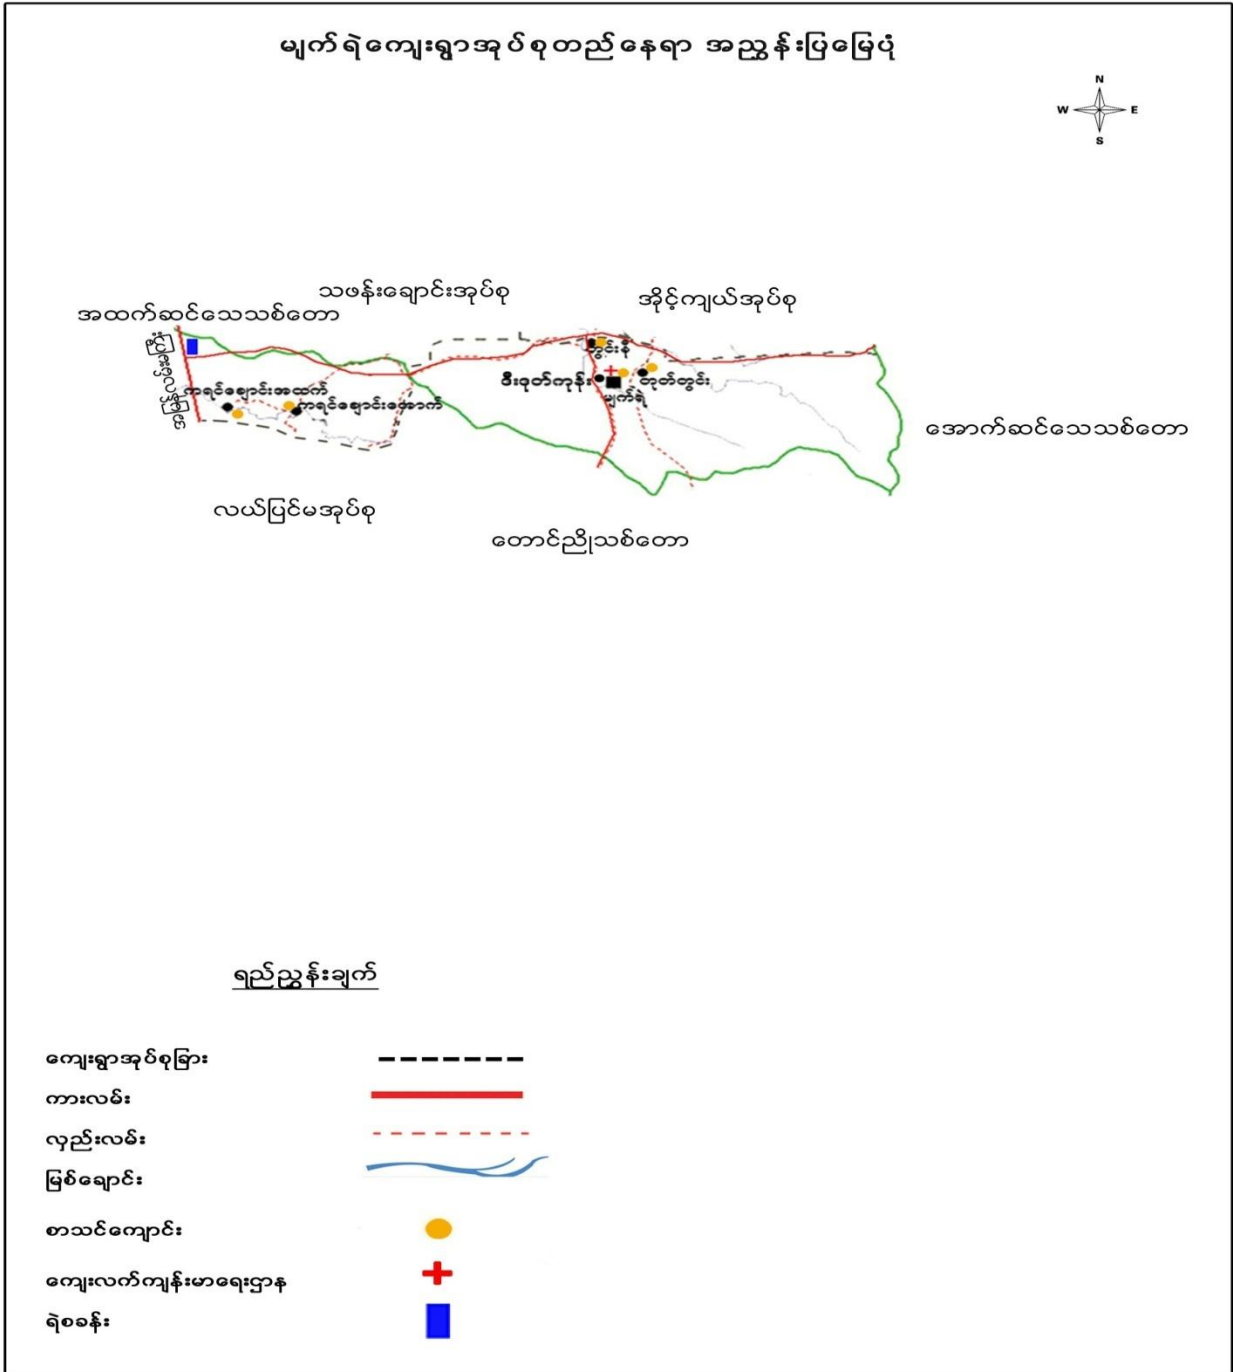 မျက်ရဲကျေးရွာအုပ်စုတည်နေရာ အညွှန်းပြမြေပုံ
N
W E
S
သဖန်းချောင်းအုပ်စု
အိုင့်ကျယ်အုပ်စု
အထက်ဆင်သေသစ်တော
တွင်းနီ
ဇီးဖုတ်ကုန်း
တုတ်တွင်း
မျက်ရဲ
ကရင်ချောင်းအထက်
ကရင်ချောင်းအောက်
အောက်ဆင်သေသစ်တော
လယ်ပြင်မအုပ်စု
တောင်ညိုသစ်တော
ရည်ညွှန်းချက်
ကျေးရွာအုပ်စုခြား
ကားလမ်း
လှည်းလမ်း
မြစ်ချောင်း
စာသင်ကျောင်း
ကျေးလက်ကျန်းမာရေးဌာန
ရဲစခန်း